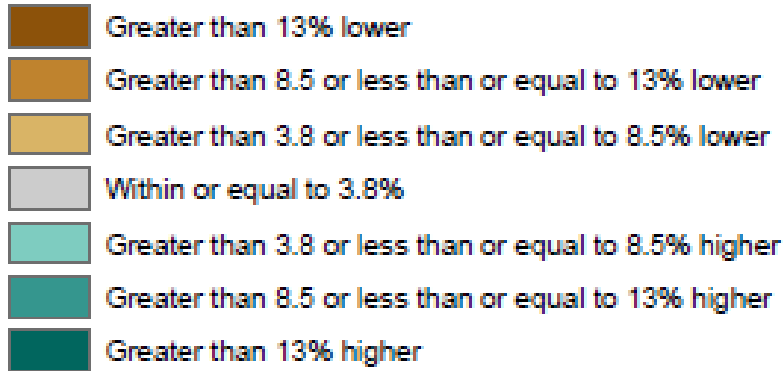 Greater than 13% lower
Greater than 8.5 or less than or equal to 13% lower
Greater than 3.8 or less than or equal to 8.5% lower
Within or equal to 3.8%
Greater than 3.8 or less than or equal to 8.5% higher
Greater than 8.5 or less than or equal to 13% higher
Greater than 13% higher